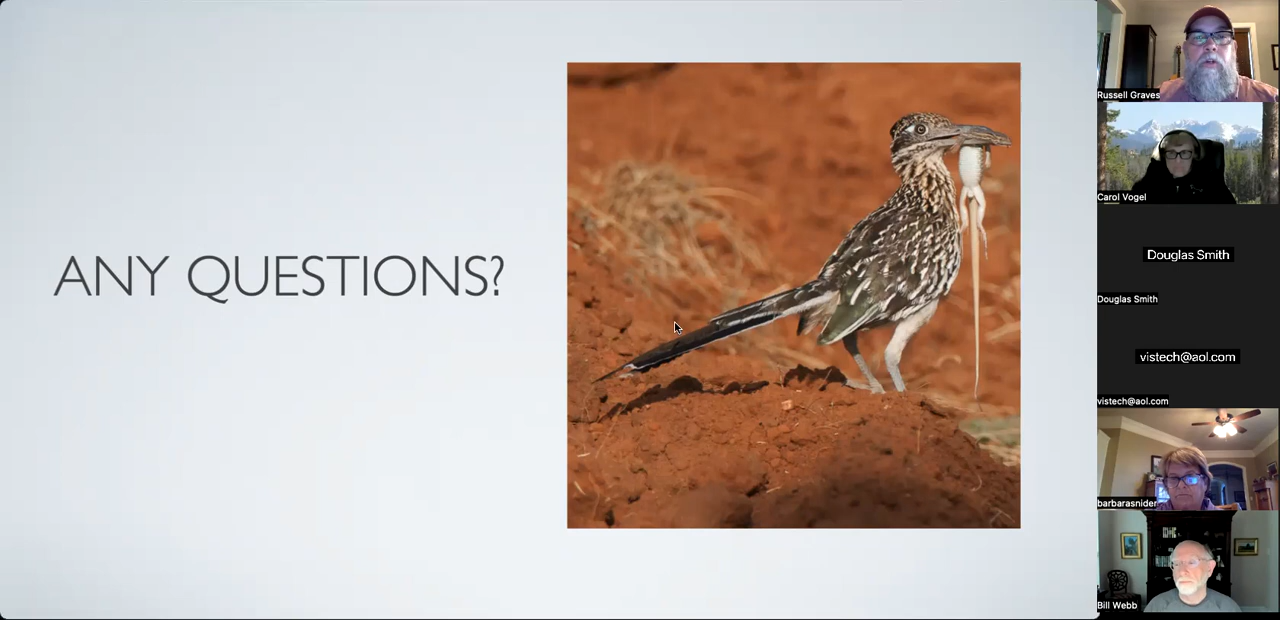 ANY QUESTIONS?
Russell Graves
Carol Vogel
Douglas Smith
Douglas Smith
vistech@aol.com
vistech@aol.com
barbarasnider
Bill Webb